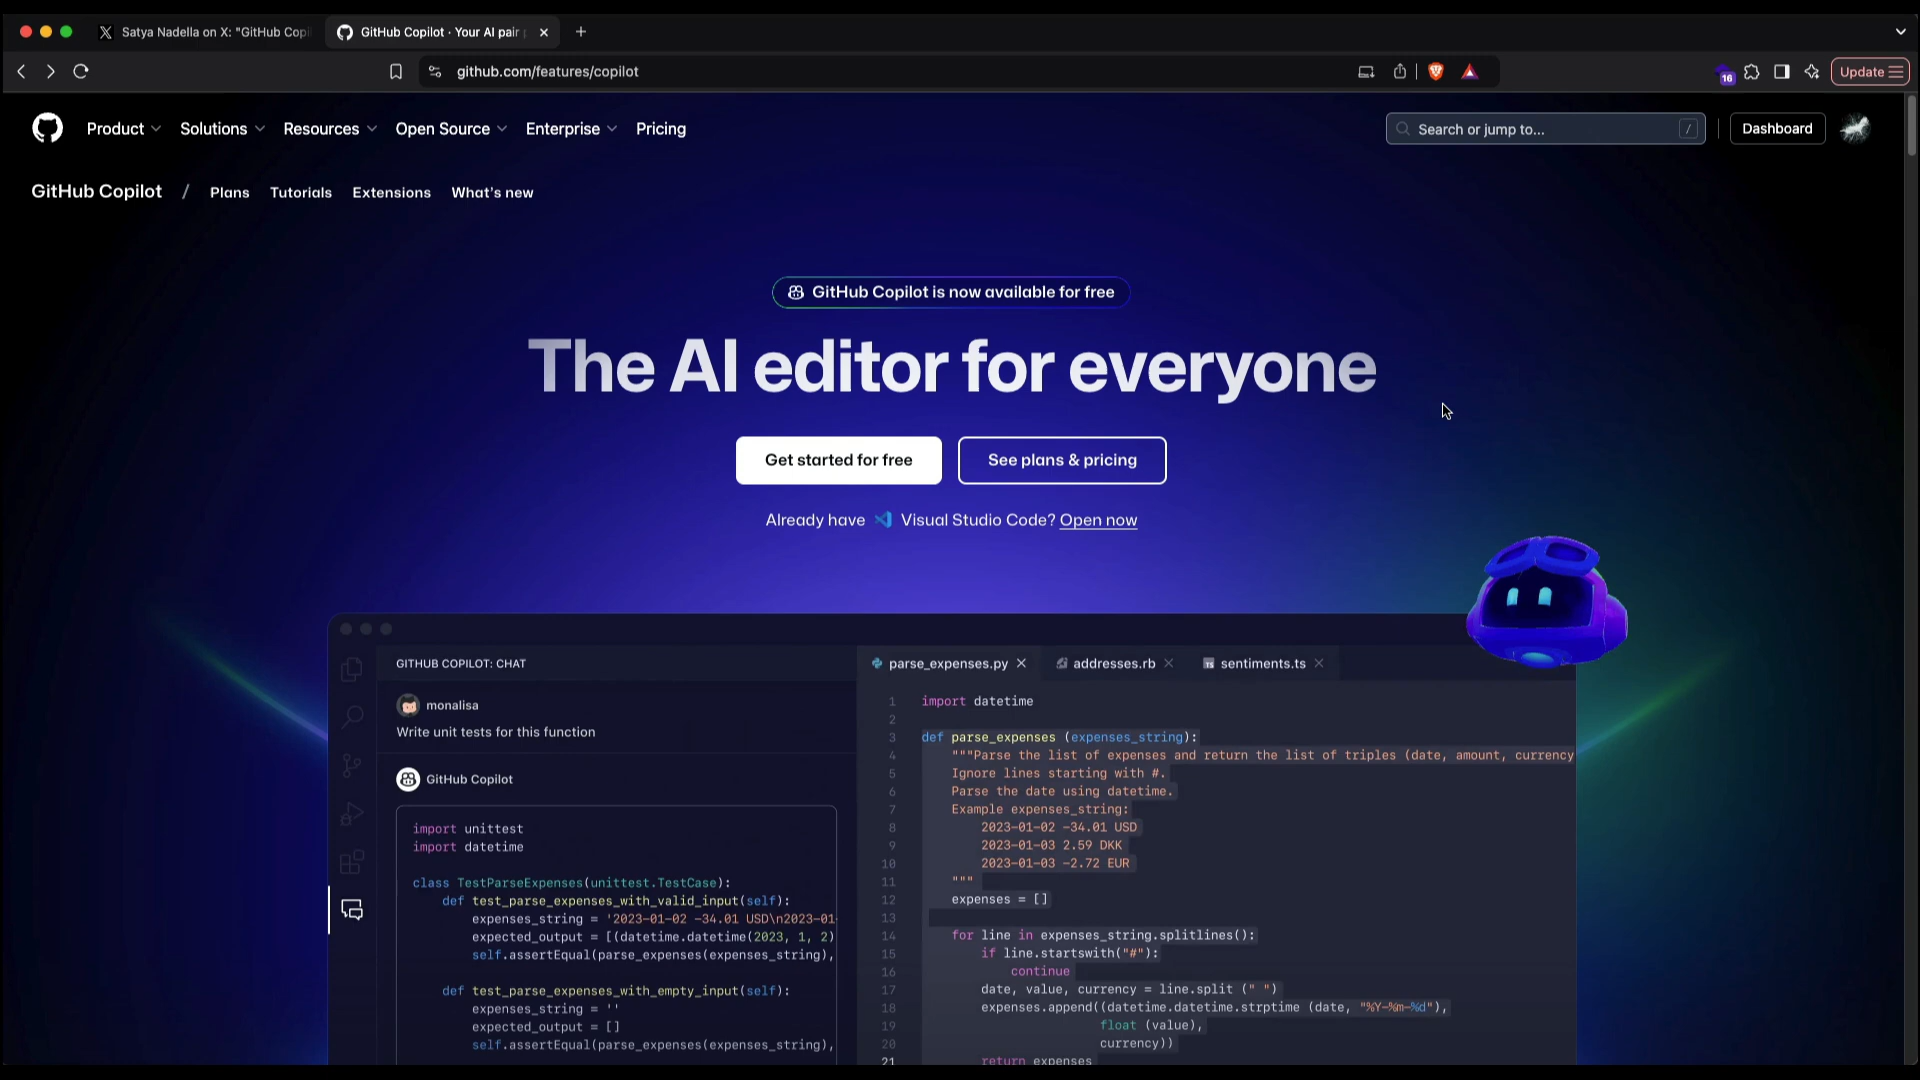 Satya Nadella on X: "GitHub Copi
GitHub Copilot · Your AI pair
github.com/features/copilot
16
Update
Product
Solutions
Resources
Open Source
Enterprise
Pricing
Search or jump to...
/
Dashboard
GitHub Copilot / Plans Tutorials Extensions What's new
GitHub Copilot is now available for free
The AI editor for everyone
Get started for free
See plans & pricing
Already have Visual Studio Code? Open now
GITHUB COPILOT: CHAT
monalisa
Write unit tests for this function
GitHub Copilot
import unittest
import datetime
class TestParseExpenses(unittest.TestCase):
def test_parse_expenses_with_valid_input(self):
expenses_string = '2023-01-02 -34.01 USD\n2023-01-
expected_output = [(datetime.datetime(2023, 1, 2)
self.assertEqual(parse_expenses(expenses_string),
def test_parse_expenses_with_empty_input(self):
expenses_string = ''
expected_output = []
self.assertEqual(parse_expenses(expenses_string),
parse_expenses.py
addresses.rb
TS sentiments.ts
1 import datetime
2
3 def parse_expenses (expenses_string):
4 """Parse the list of expenses and return the list of triples (date, amount, currency
5 Ignore lines starting with #.
6 Parse the date using datetime.
7 Example expenses_string:
8 2023-01-02 -34.01 USD
9 2023-01-03 2.59 DKK
10 2023-01-03 -2.72 EUR
11 """
12 expenses = []
13
14 for line in expenses_string.splitlines():
15 if line.startswith("#"):
16 continue
17 date, value, currency = line.split (" ")
18 expenses.append((datetime.datetime.strptime (date, "%Y-%m-%d"),
19 float (value),
20 currency))
21 return expenses